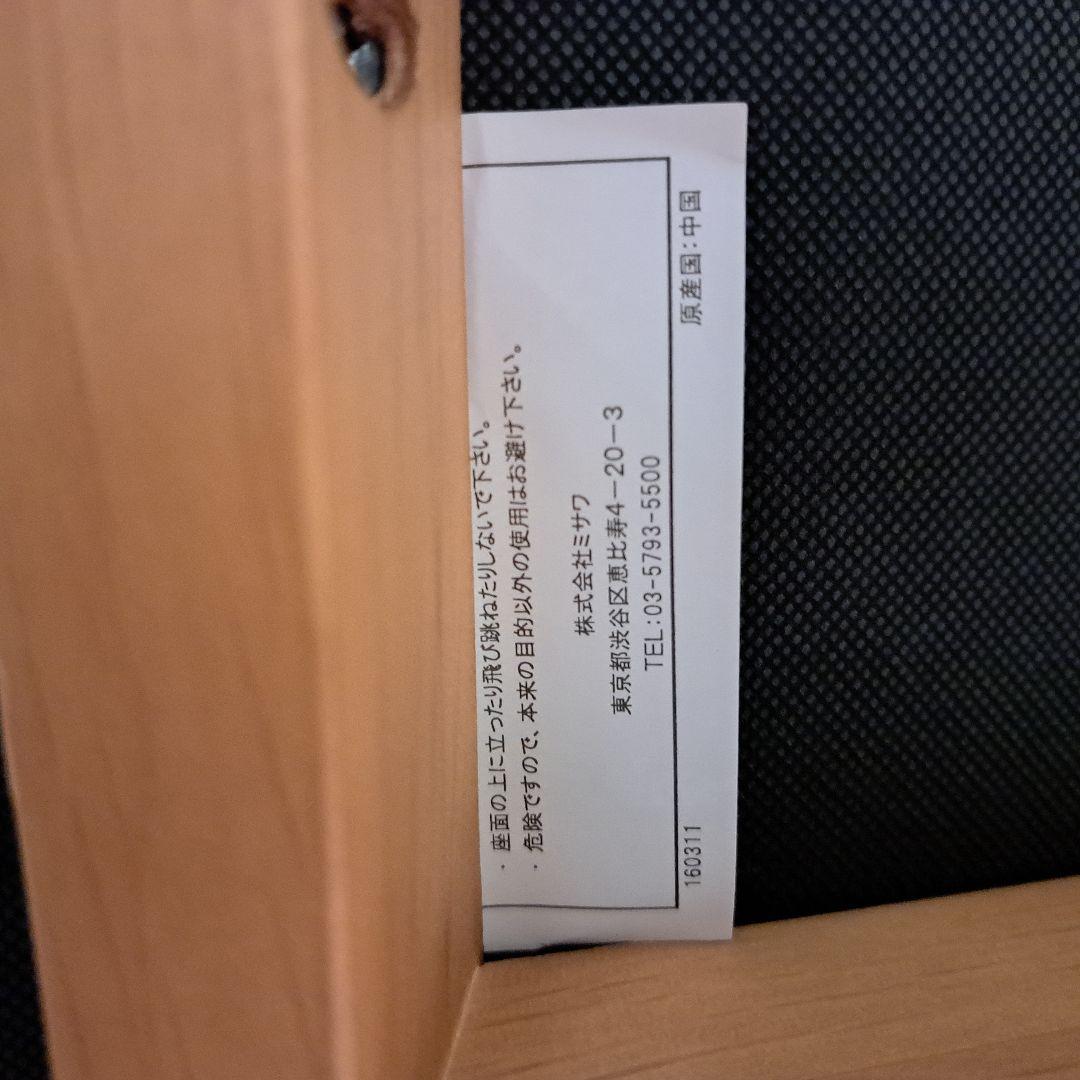 ・座面の上に立ったり飛び跳ねたりしないで下さい。
・危険ですので、本来の目的以外の使用はお避け下さい。
株式会社ミサワ
東京都渋谷区恵比寿4－20－3
TEL:03-5793-5500
160311
原産国:中国